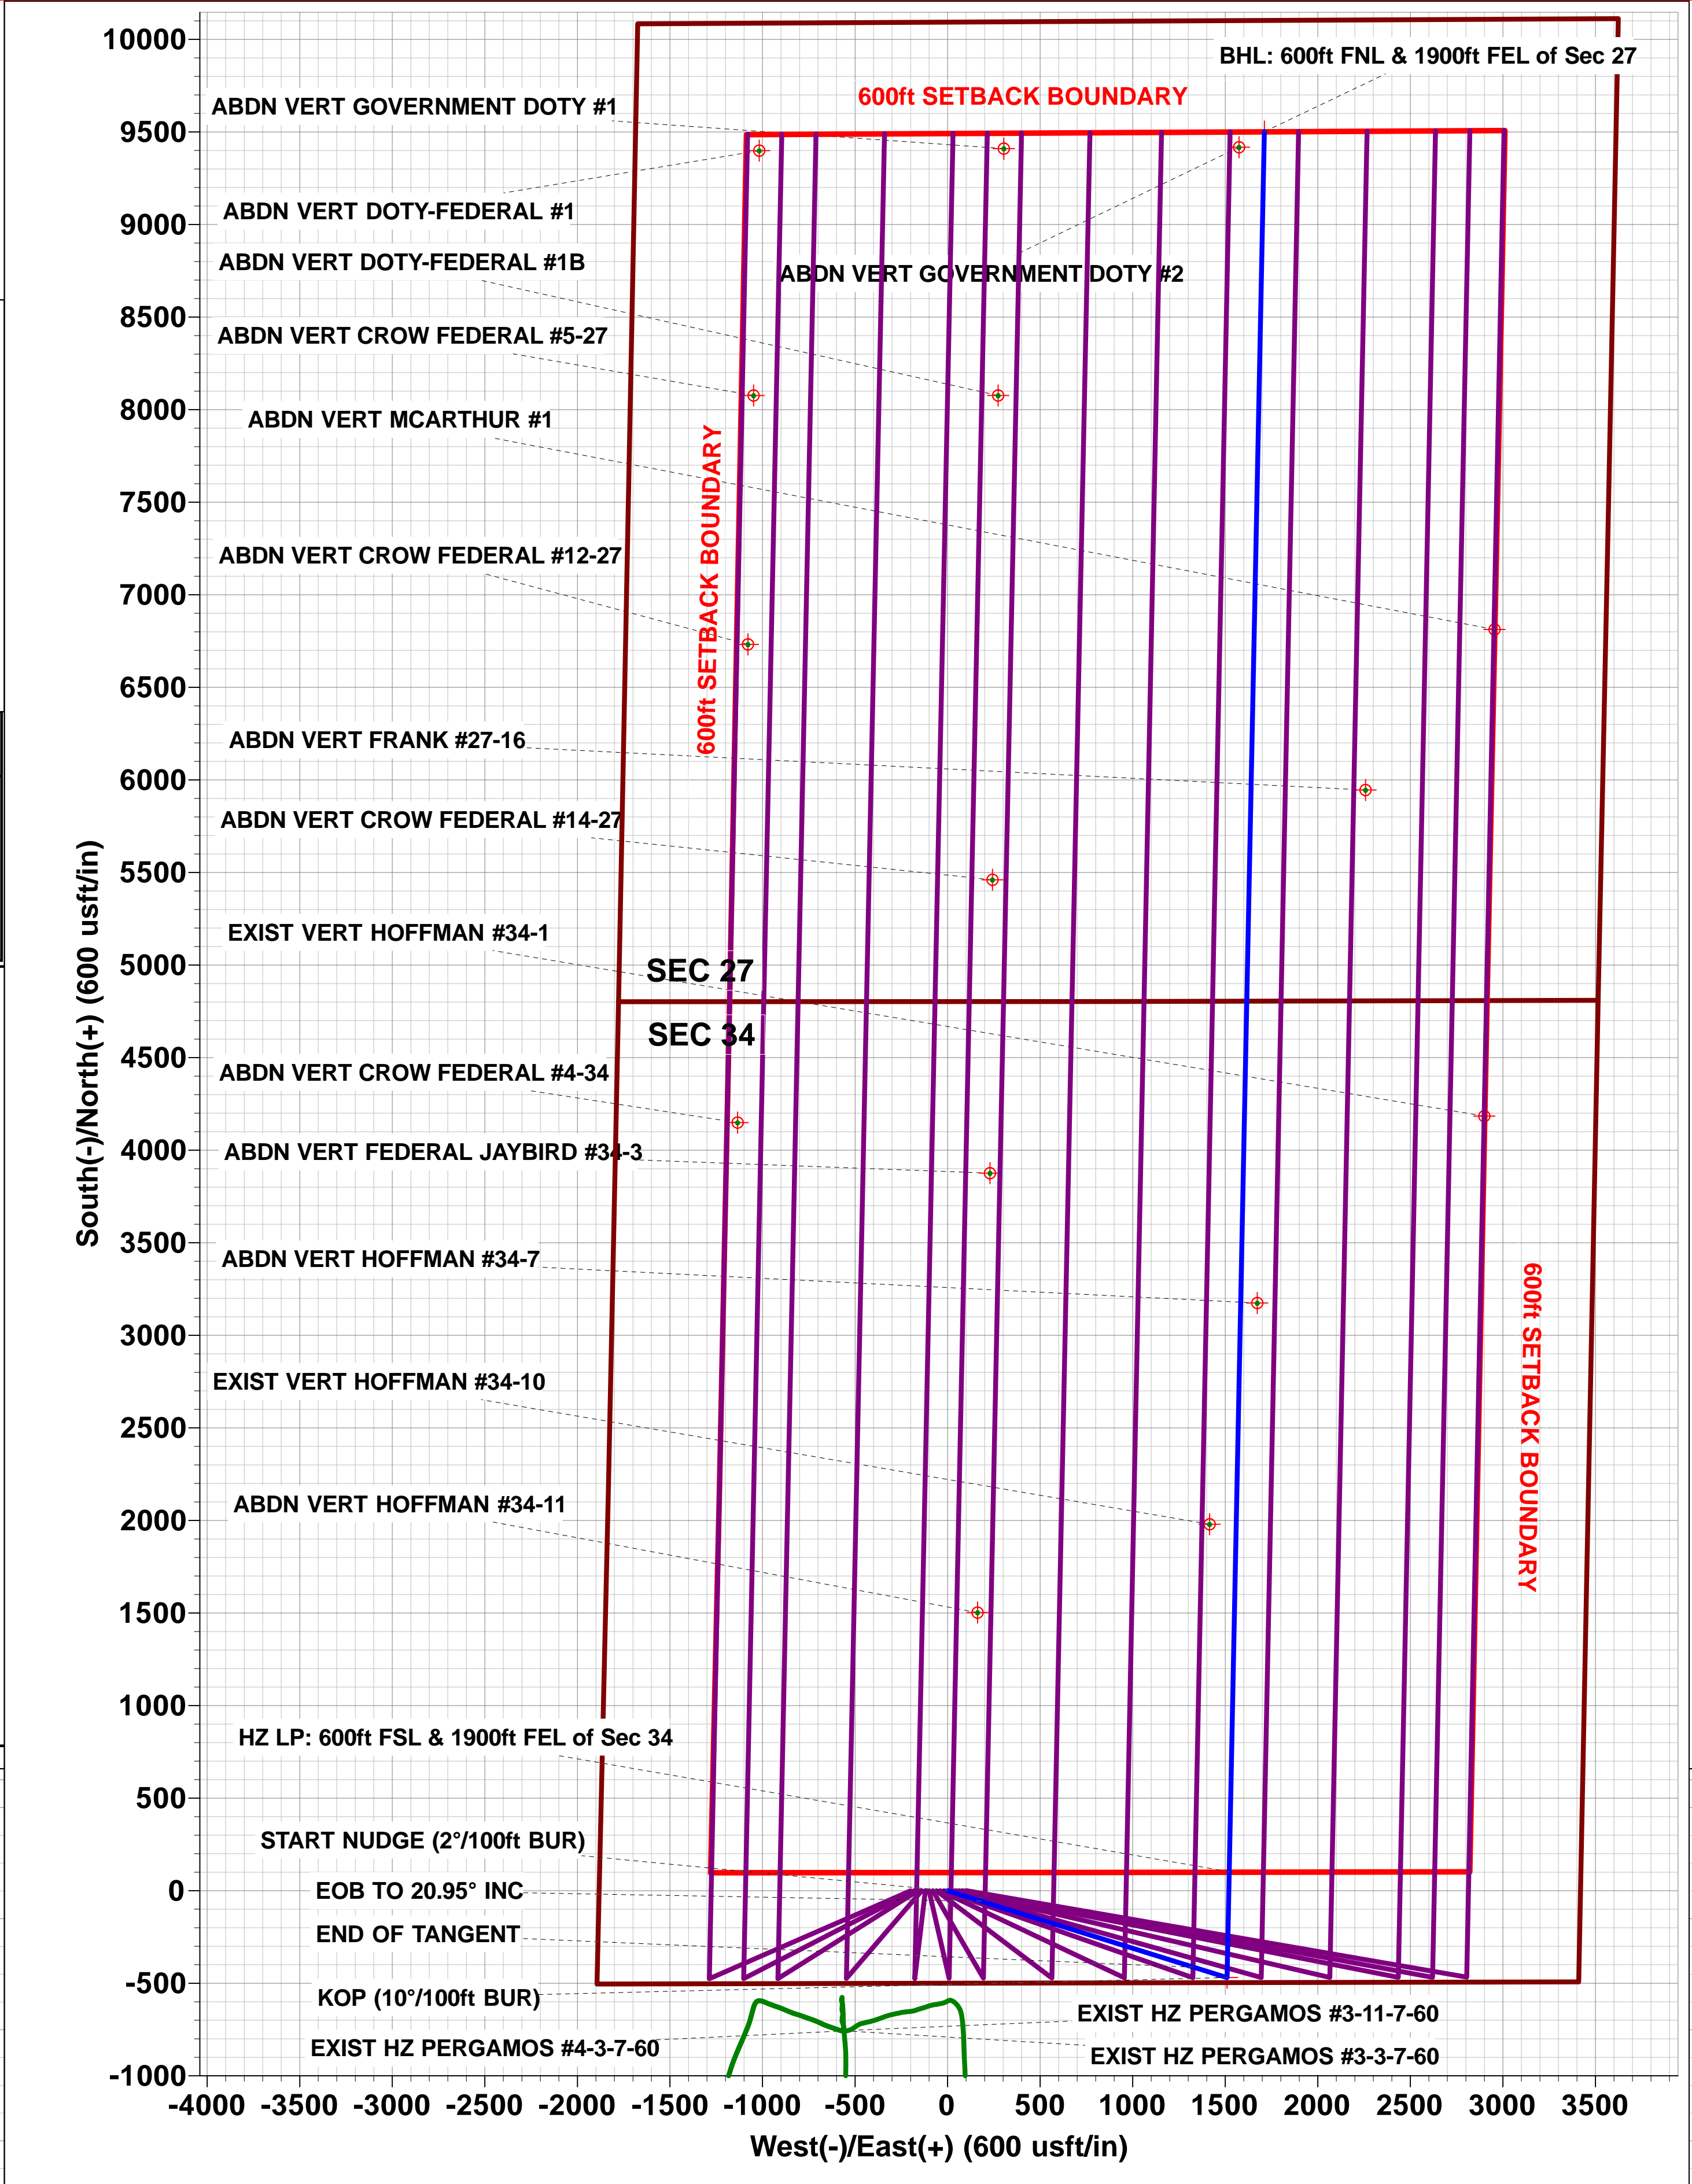 10000
BHL: 600ft FNL & 1900ft FEL of Sec 27
600ft SETBACK BOUNDARY
ABDN VERT GOVERNMENT DOTY #1
9500
ABDN VERT DOTY-FEDERAL #1
9000
ABDN VERT DOTY-FEDERAL #1B
ABDN VERT GOVERNMENT DOTY #2
8500
ABDN VERT CROW FEDERAL #5-27
8000
ABDN VERT MCARTHUR #1
600ft SETBACK BOUNDARY
7500
ABDN VERT CROW FEDERAL #12-27
7000
6500
ABDN VERT FRANK #27-16
6000
ABDN VERT CROW FEDERAL #14-27
5500
EXIST VERT HOFFMAN #34-1
5000
SEC 27
SEC 34
4500
ABDN VERT CROW FEDERAL #4-34
4000
ABDN VERT FEDERAL JAYBIRD #34-3
3500
ABDN VERT HOFFMAN #34-7
600ft SETBACK BOUNDARY
3000
EXIST VERT HOFFMAN #34-10
2500
2000
ABDN VERT HOFFMAN #34-11
1500
1000
HZ LP: 600ft FSL & 1900ft FEL of Sec 34
500
START NUDGE (2°/100ft BUR)
0
EOB TO 20.95° INC
END OF TANGENT
-500
KOP (10°/100ft BUR)
EXIST HZ PERGAMOS #3-11-7-60
EXIST HZ PERGAMOS #4-3-7-60
EXIST HZ PERGAMOS #3-3-7-60
-1000
South(-)/North(+) (600 usft/in)
-4000 -3500 -3000 -2500 -2000 -1500 -1000 -500 0 500 1000 1500 2000 2500 3000 3500
West(-)/East(+) (600 usft/in)